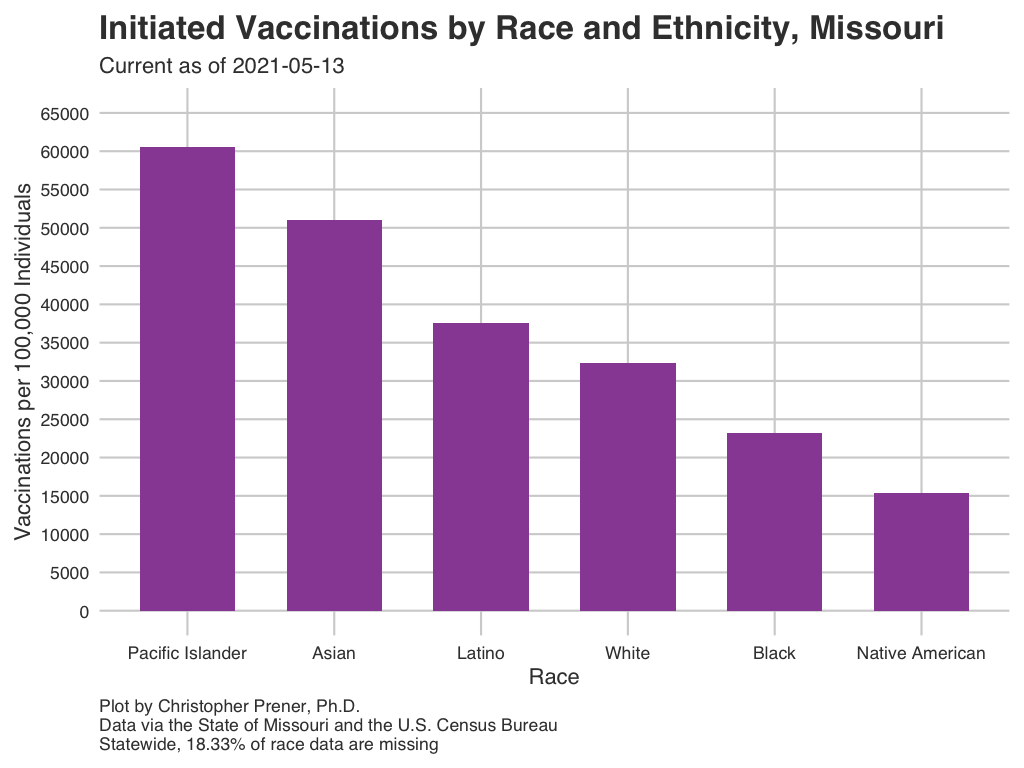 Initiated Vaccinations by Race and Ethnicity, Missouri
Current as of 2021-05-13
Vaccinations per 100,000 Individuals
65000
60000
55000
50000
45000
40000
35000
30000
25000
20000
15000
10000
5000
0
Pacific Islander Asian Latino White Black Native American
Race
Plot by Christopher Prener, Ph.D.
Data via the State of Missouri and the U.S. Census Bureau
Statewide, 18.33% of race data are missing